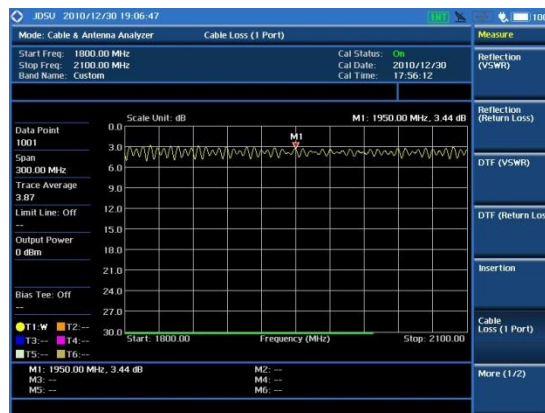 JDSU 2010/12/30 19:06:47
EXT
100
Mode: Cable & Antenna Analyzer Cable Loss (1 Port)
Measure
Start Freq: 1800.00 MHz
Stop Freq: 2100.00 MHz
Band Name: Custom
Cal Status: On
Cal Date: 2010/12/30
Cal Time: 17:56:12
Reflection
(VSWR)
Reflection
(Return Loss)
DTF (VSWR)
DTF (Return Los
Insertion
Cable
Loss (1 Port)
More (1/2)
Scale Unit: dB M1: 1950.00 MHz, 3.44 dB
Data Point
1001
Span
300.00 MHz
Trace Average
3.87
Limit Line: Off
--
Output Power
0 dBm
Bias Tee: Off
--
T1:W T2:--
T3:-- T4:--
T5:-- T6:--
0.0
3.0
6.0
9.0
12.0
15.0
18.0
21.0
24.0
27.0
30.0
M1
Start: 1800.00 Frequency (MHz) Stop: 2100.00
M1: 1950.00 MHz, 3.44 dB M2: --
M3: -- M4: --
M5: -- M6: --